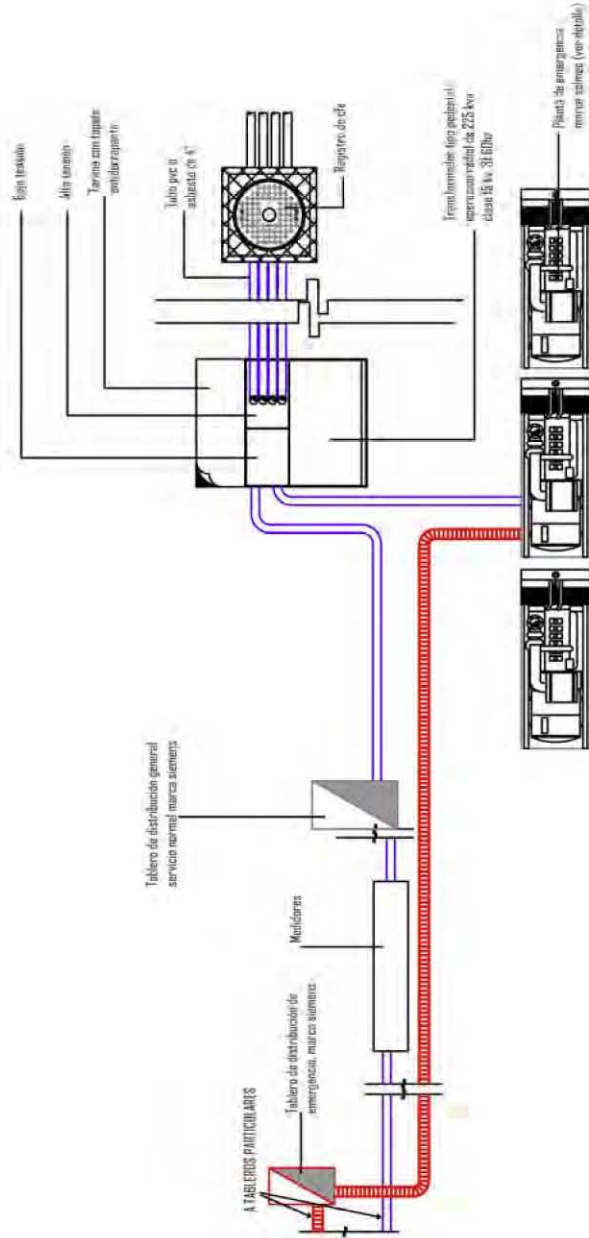 Baja tensión
Alta tensión
Tarima con tapete
antiderrapante
Tubo pvc o
asbesto de 4"
Registro de cfe
Transformador tipo pedestal
operacion radial de 225 kva
clase 15 kv. 3f. 60hz
Planta de emergencia
marca selmec (ver detalle)
Tablero de distribución general
servicio normal marca siemens
Medidores
Tablero de distribución de
emergencia, marca siemens
A TABLEROS PARTICULARES